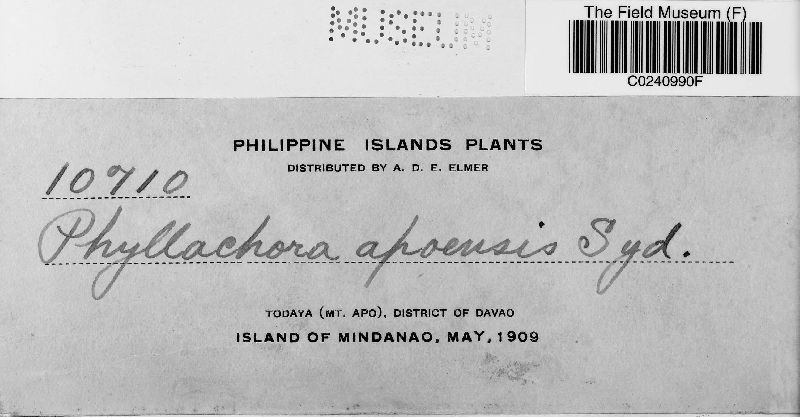 MUSEUM
The Field Museum (F)
C0240990F
PHILIPPINE ISLANDS PLANTS
DISTRIBUTED BY A. D. E. ELMER
10710
Phyllachora apoensis Syd.
TODAYA (MT. APO), DISTRICT OF DAVAO
ISLAND OF MINDANAO, MAY, 1909